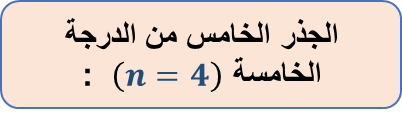 الجذر الخامس من الدرجة
الخامسة (n = 4) :